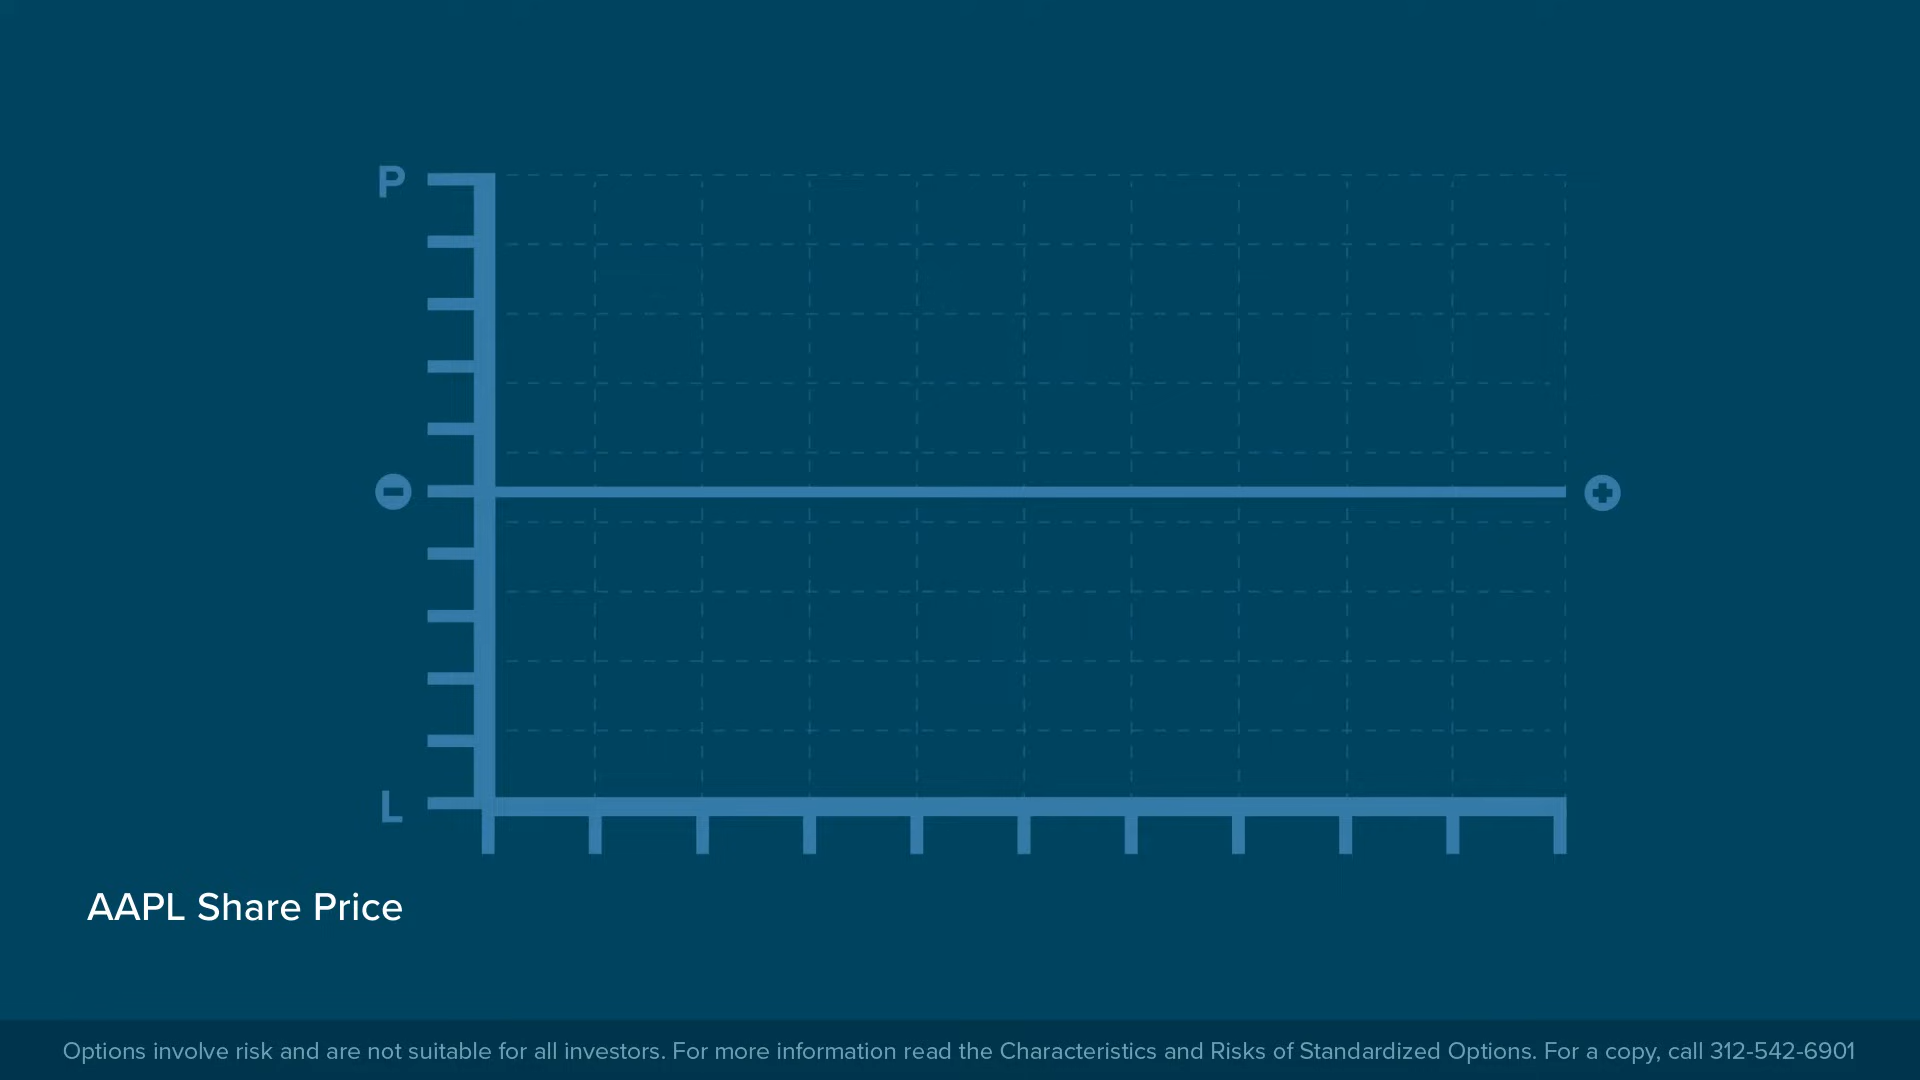 P
L
AAPL Share Price
Options involve risk and are not suitable for all investors. For more information read the Characteristics and Risks of Standardized Options. For a copy, call 312-542-6901